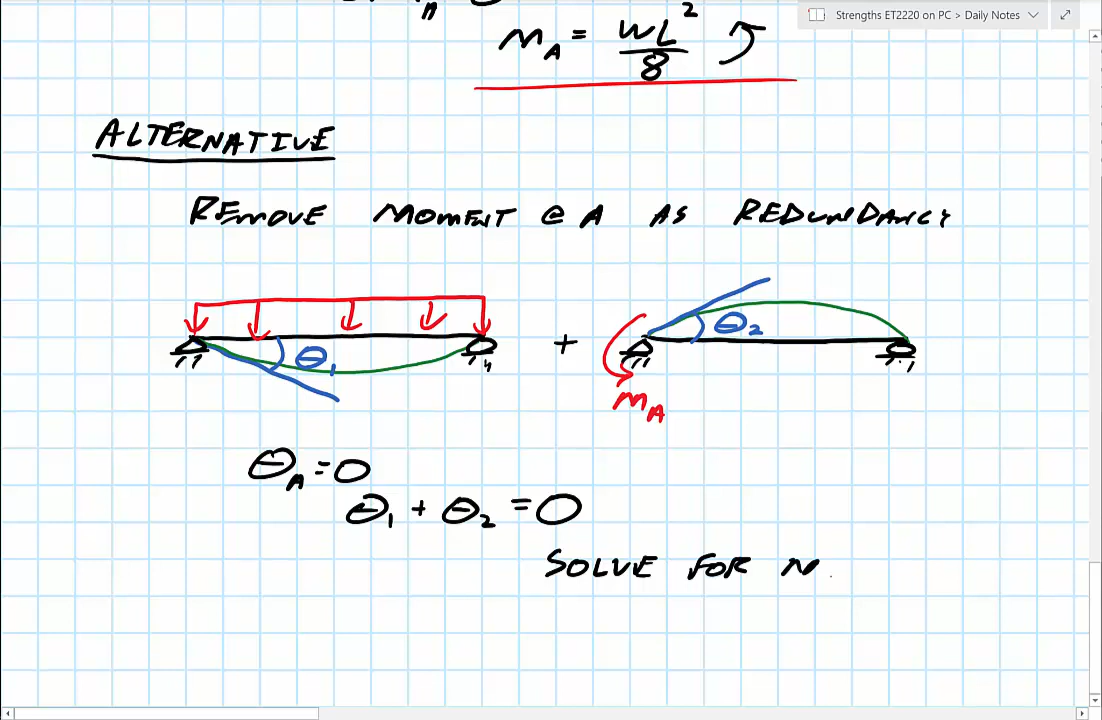 Strengths ET2220 on PC > Daily Notes
A
M_A = WL²/8
ALTERNATIVE
REMOVE MOMENT @ A AS REDUNDANCY
θ₁ + θ₂
M_A
θ_A = 0
θ₁ + θ₂ = 0
SOLVE FOR